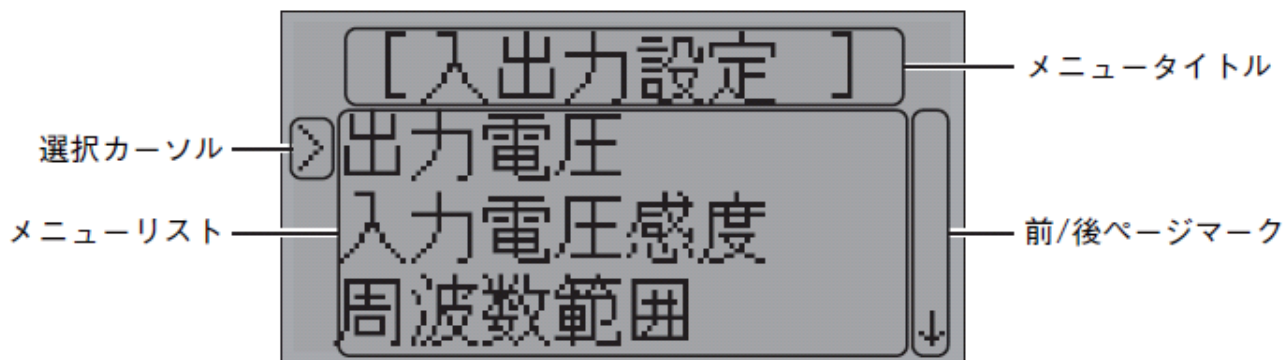 [入出力設定 ]
メニュータイトル
選択カーソル
>出力電圧
メニューリスト
入力電圧感度
前/後ページマーク
周波数範囲
↓